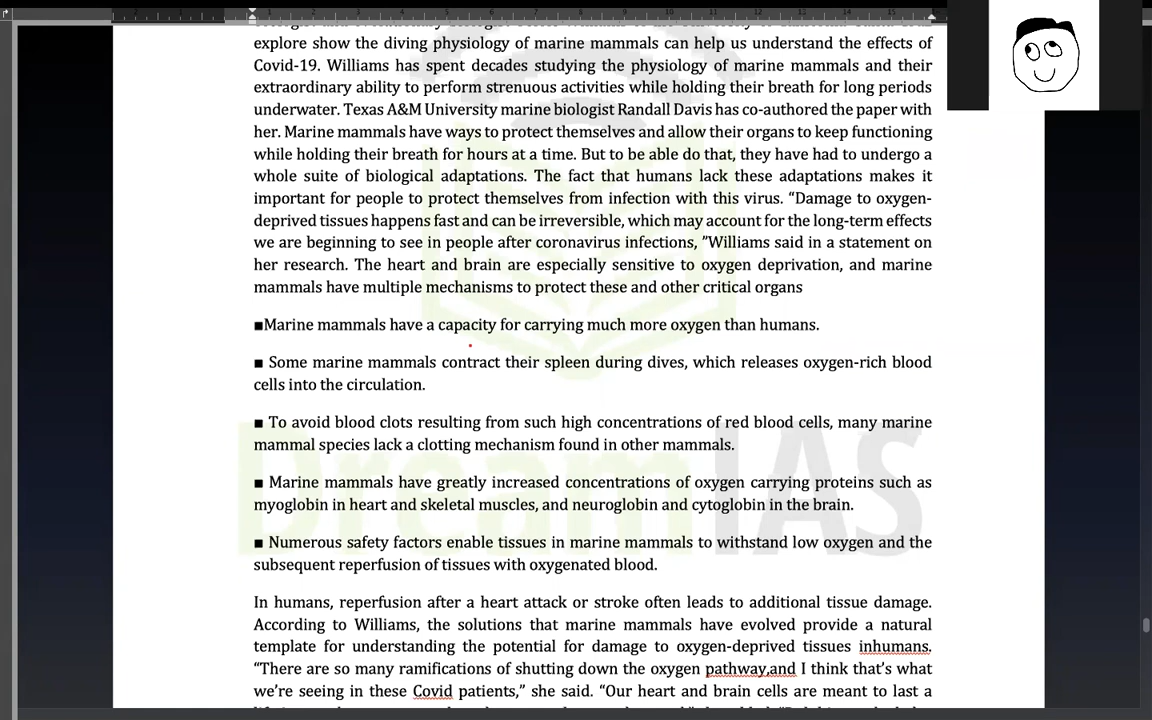 explore show the diving physiology of marine mammals can help us understand the effects of
Covid-19. Williams has spent decades studying the physiology of marine mammals and their
extraordinary ability to perform strenuous activities while holding their breath for long periods
underwater. Texas A&M University marine biologist Randall Davis has co-authored the paper with
her. Marine mammals have ways to protect themselves and allow their organs to keep functioning
while holding their breath for hours at a time. But to be able do that, they have had to undergo a
whole suite of biological adaptations. The fact that humans lack these adaptations makes it
important for people to protect themselves from infection with this virus. “Damage to oxygen-
deprived tissues happens fast and can be irreversible, which may account for the long-term effects
we are beginning to see in people after coronavirus infections, ”Williams said in a statement on
her research. The heart and brain are especially sensitive to oxygen deprivation, and marine
mammals have multiple mechanisms to protect these and other critical organs
■Marine mammals have a capacity for carrying much more oxygen than humans.
■ Some marine mammals contract their spleen during dives, which releases oxygen-rich blood
cells into the circulation.
■ To avoid blood clots resulting from such high concentrations of red blood cells, many marine
mammal species lack a clotting mechanism found in other mammals.
■ Marine mammals have greatly increased concentrations of oxygen carrying proteins such as
myoglobin in heart and skeletal muscles, and neuroglobin and cytoglobin in the brain.
■ Numerous safety factors enable tissues in marine mammals to withstand low oxygen and the
subsequent reperfusion of tissues with oxygenated blood.
In humans, reperfusion after a heart attack or stroke often leads to additional tissue damage.
According to Williams, the solutions that marine mammals have evolved provide a natural
template for understanding the potential for damage to oxygen-deprived tissues inhumans.
“There are so many ramifications of shutting down the oxygen pathway,and I think that’s what
we’re seeing in these Covid patients,” she said. “Our heart and brain cells are meant to last a
DreamIAS